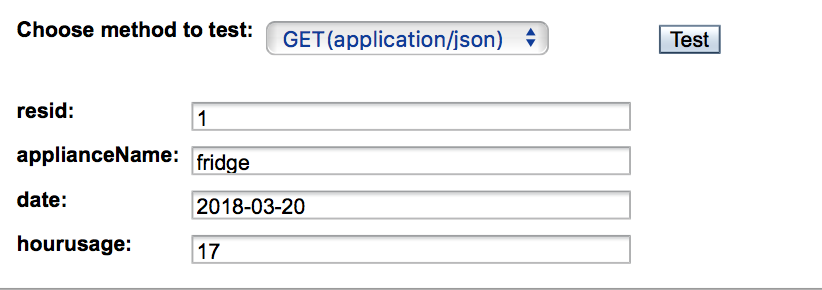 Choose method to test: GET(application/json) Test
resid: 1
applianceName: fridge
date: 2018-03-20
hourusage: 17